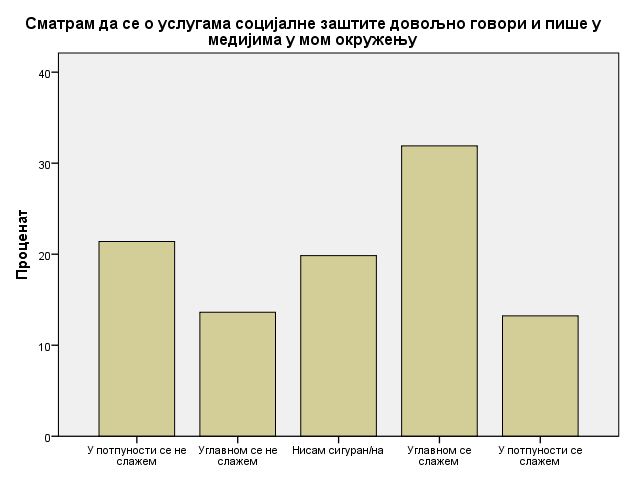 Сматрам да се о услугама социјалне заштите довољно говори и пише у
медијима у мом окружењу
Проценат
40
30
20
10
0
У потпуности се не
слажем
Углавном се не
слажем
Нисам сигуран/на
Углавном се
слажем
У потпуности се
слажем